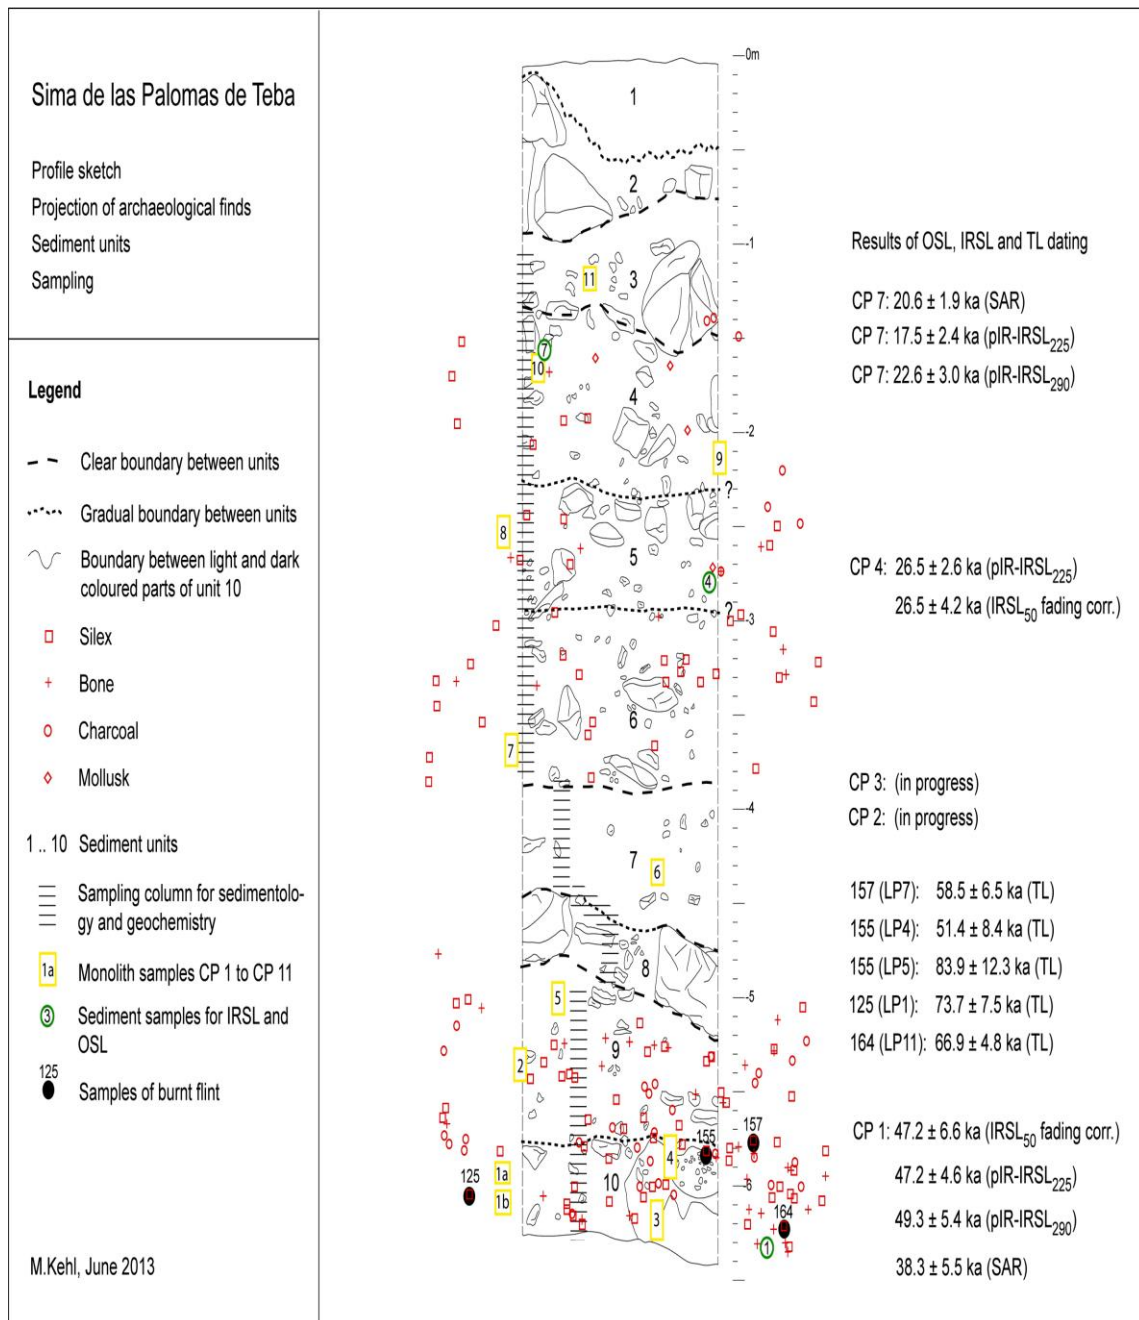 Sima de las Palomas de Teba
Profile sketch
Projection of archaeological finds
Sediment units
Sampling
Legend
Clear boundary between units
Gradual boundary between units
Boundary between light and dark
coloured parts of unit 10
Silex
Bone
Charcoal
Mollusk
1 .. 10 Sediment units
Sampling column for sedimentolo-
gy and geochemistry
1a Monolith samples CP 1 to CP 11
3 Sediment samples for IRSL and
OSL
125
Samples of burnt flint
M.Kehl, June 2013
0m
1
2
-1
11
3
7
10
4
-2
9
?
8
5
4
?
-3
6
7
-4
7
6
8
-5
5
9
2
157
155
4
1a
10
-6
125
1b
3
164
1
Results of OSL, IRSL and TL dating
CP 7: 20.6 ± 1.9 ka (SAR)
CP 7: 17.5 ± 2.4 ka (pIR-IRSL225)
CP 7: 22.6 ± 3.0 ka (pIR-IRSL290)
CP 4: 26.5 ± 2.6 ka (pIR-IRSL225)
26.5 ± 4.2 ka (IRSL50 fading corr.)
CP 3: (in progress)
CP 2: (in progress)
157 (LP7): 58.5 ± 6.5 ka (TL)
155 (LP4): 51.4 ± 8.4 ka (TL)
155 (LP5): 83.9 ± 12.3 ka (TL)
125 (LP1): 73.7 ± 7.5 ka (TL)
164 (LP11): 66.9 ± 4.8 ka (TL)
CP 1: 47.2 ± 6.6 ka (IRSL50 fading corr.)
47.2 ± 4.6 ka (pIR-IRSL225)
49.3 ± 5.4 ka (pIR-IRSL290)
38.3 ± 5.5 ka (SAR)